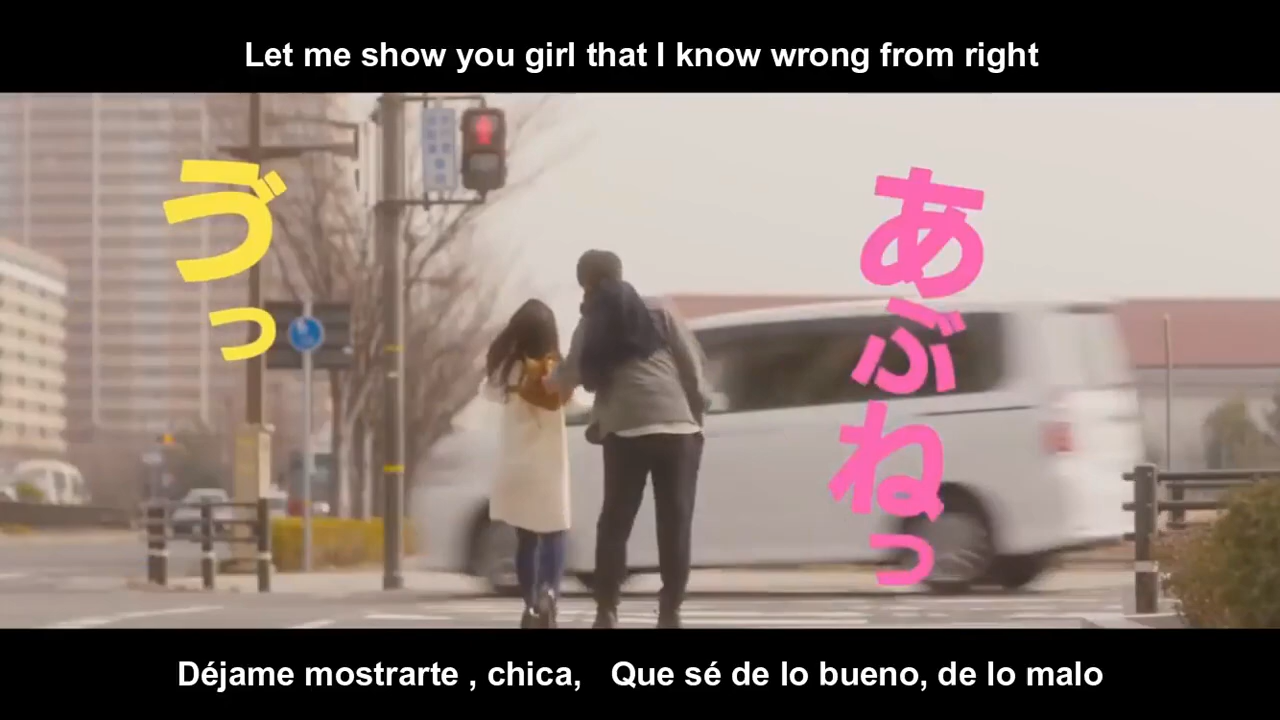 Let me show you girl that I know wrong from right
ゔっ
あぶねっ
Déjame mostrarte , chica, Que sé de lo bueno, de lo malo